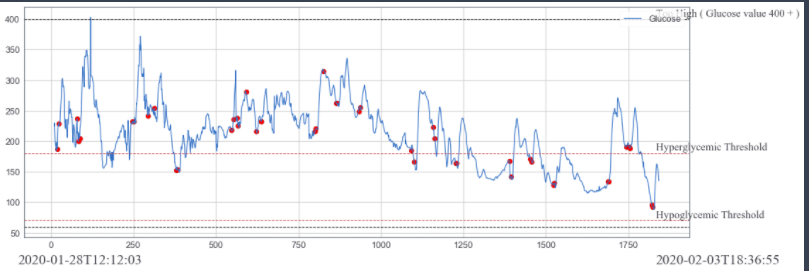 High ( Glucose value 400 + )
Glucose
400
350
300
250
200
150
100
50
Hyperglycemic Threshold
Hypoglycemic Threshold
0 250 500 750 1000 1250 1500 1750
2020-01-28T12:12:03 2020-02-03T18:36:55